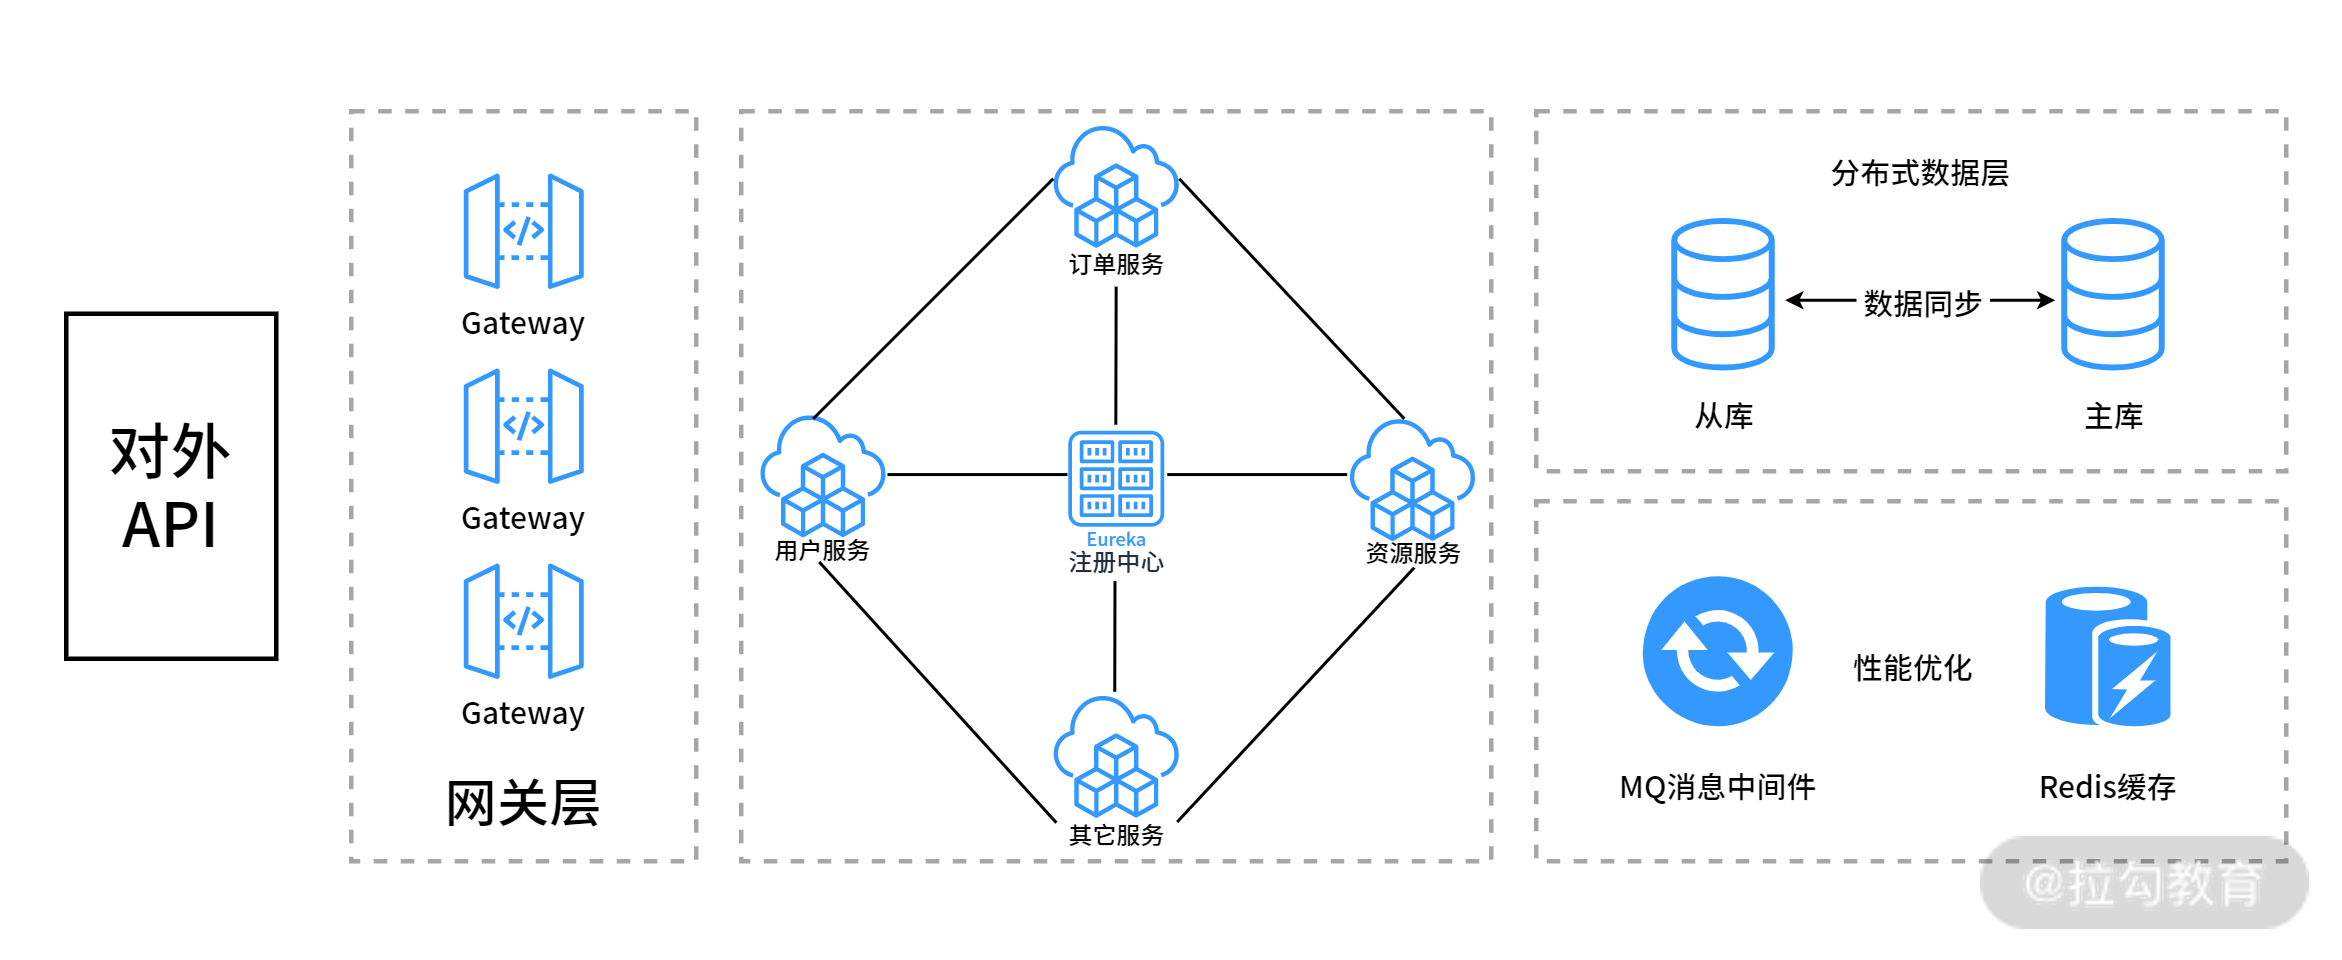 对外
API
Gateway
Gateway
Gateway
网关层
订单服务
用户服务
Eureka
注册中心
资源服务
其它服务
分布式数据层
数据同步
从库
主库
性能优化
MQ消息中间件
Redis缓存
@拉勾教育